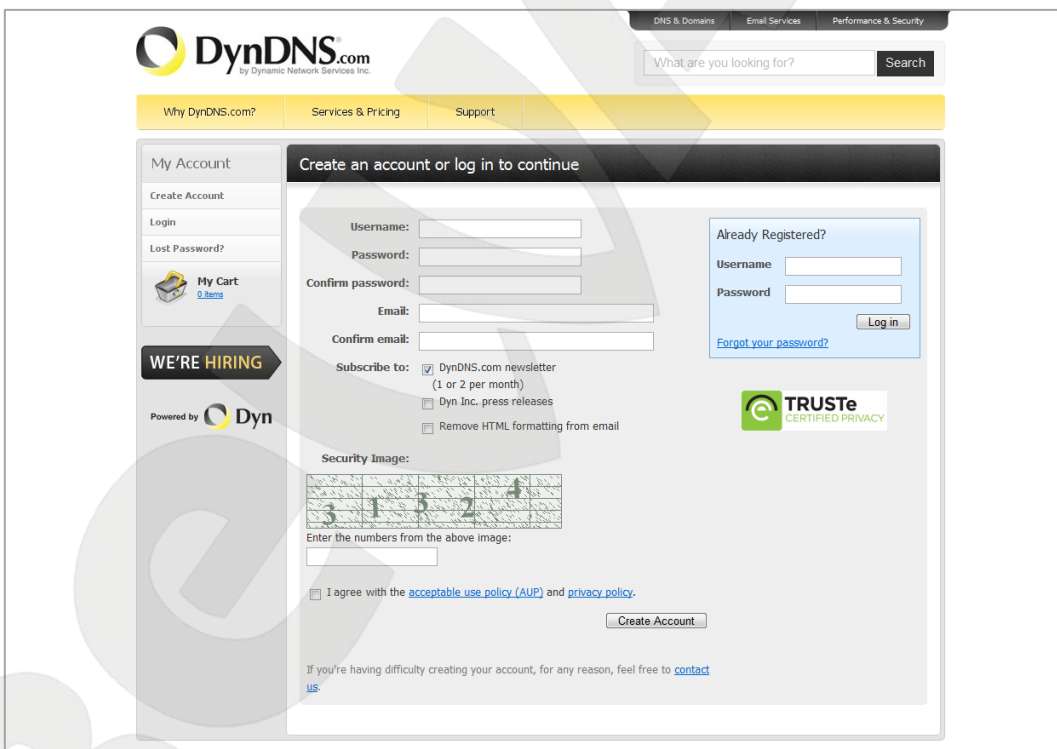 DNS & Domains Email Services Performance & Security
DynDNS.com
by Dynamic Network Services Inc.
What are you looking for? Search
Why DynDNS.com? Services & Pricing Support
My Account
Create Account
Login
Lost Password?
My Cart
0 items
WE'RE HIRING
Powered by Dyn
Create an account or log in to continue
Username:
Password:
Confirm password:
Email:
Confirm email:
Subscribe to: DynDNS.com newsletter
(1 or 2 per month)
Dyn Inc. press releases
Remove HTML formatting from email
Security Image:
3 1 3 2 4
Enter the numbers from the above image:
I agree with the acceptable use policy (AUP) and privacy policy.
Create Account
If you're having difficulty creating your account, for any reason, feel free to contact
us.
Already Registered?
Username
Password
Log in
Forgot your password?
TRUSTe
CERTIFIED PRIVACY